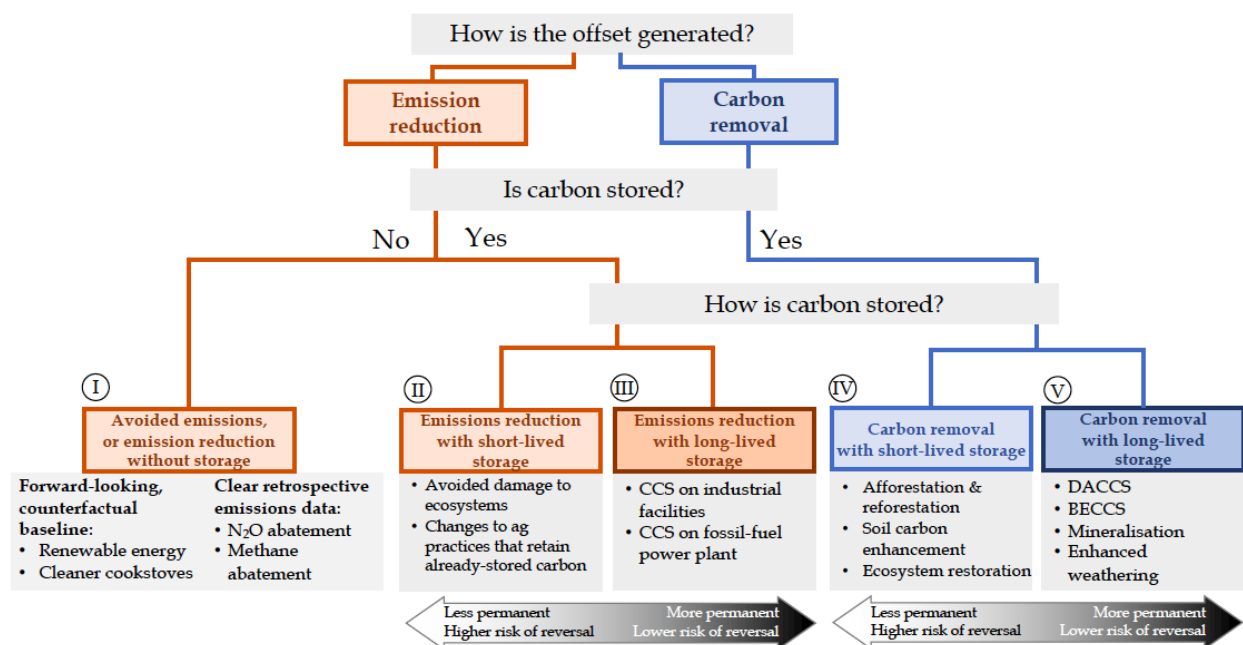 How is the offset generated?
Emission
reduction
Carbon
removal
Is carbon stored?
No
Yes
Yes
How is carbon stored?
I
Avoided emissions,
or emission reduction
without storage
Forward-looking,
counterfactual
baseline:
• Renewable energy
• Cleaner cookstoves
Clear retrospective
emissions data:
• N₂O abatement
• Methane
abatement
II
Emissions reduction
with short-lived
storage
• Avoided damage to
ecosystems
• Changes to ag
practices that retain
already-stored carbon
III
Emissions reduction
with long-lived
storage
• CCS on industrial
facilities
• CCS on fossil-fuel
power plant
IV
Carbon removal
with short-lived storage
• Afforestation &
reforestation
• Soil carbon
enhancement
• Ecosystem restoration
V
Carbon removal
with long-lived
storage
• DACCS
• BECCS
• Mineralisation
• Enhanced
weathering
Less permanent
Higher risk of reversal
More permanent
Lower risk of reversal
Less permanent
Higher risk of reversal
More permanent
Lower risk of reversal